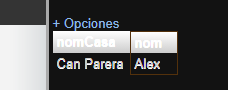 + Opciones
nomCasa nom
Can Parera Alex